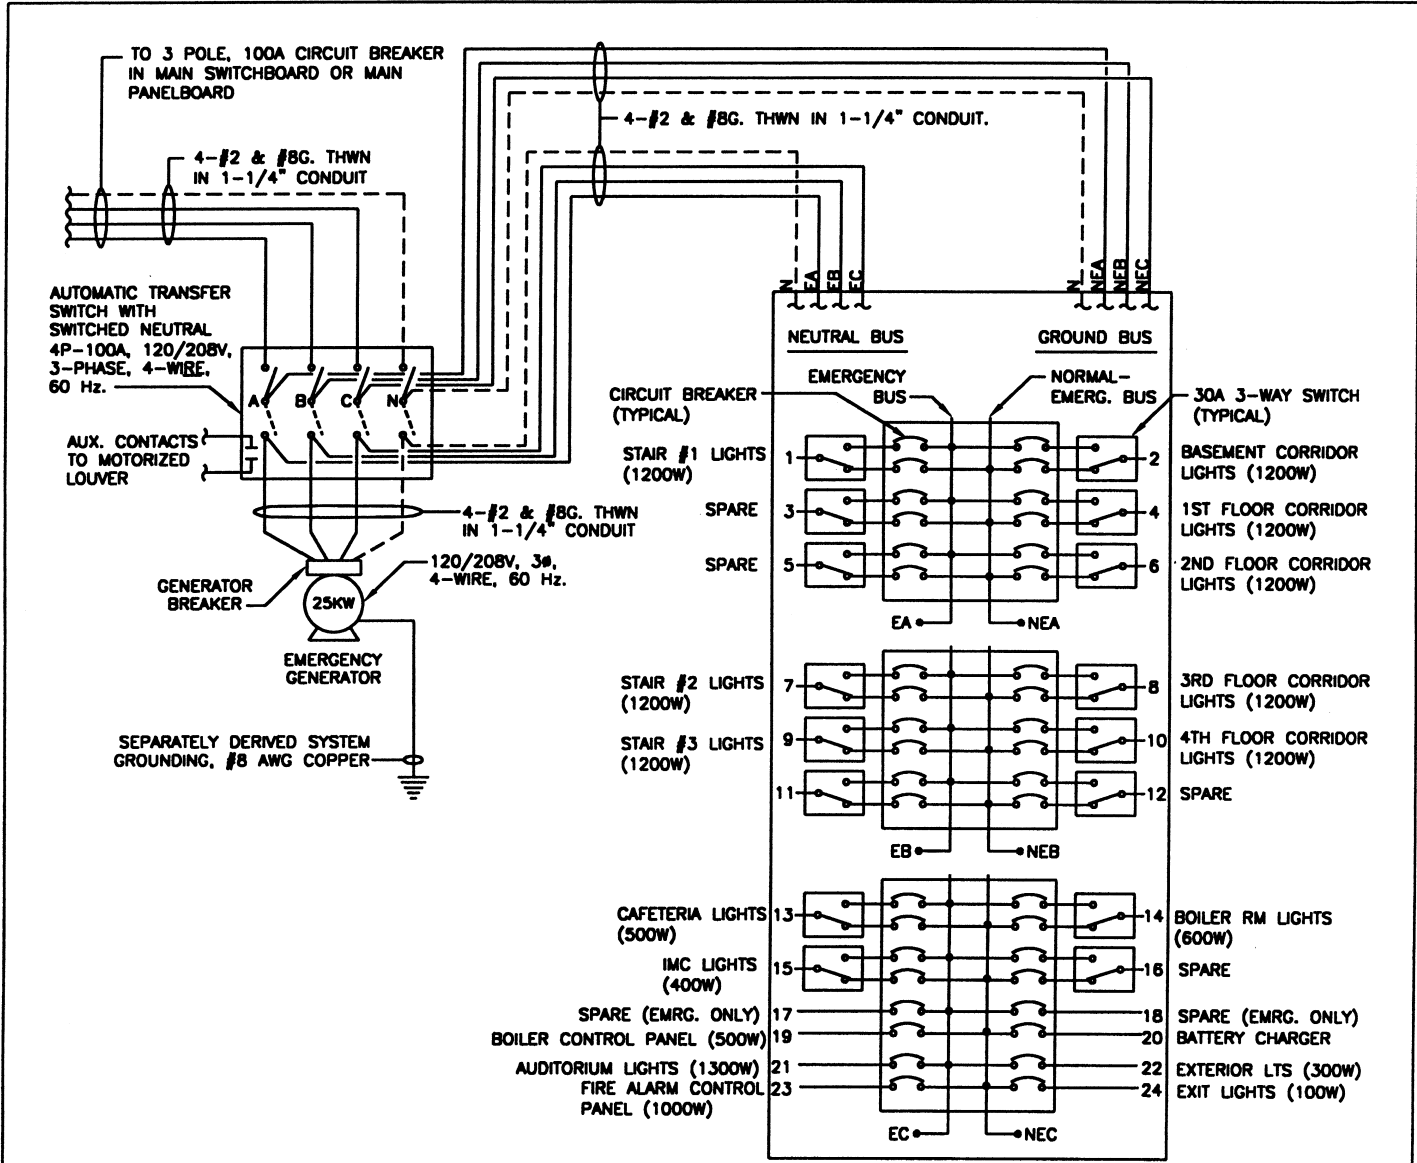 TO 3 POLE, 100A CIRCUIT BREAKER
IN MAIN SWITCHBOARD OR MAIN
PANELBOARD
4-#2 & #8G. THWN IN 1-1/4" CONDUIT.
4-#2 & #8G. THWN
IN 1-1/4" CONDUIT
AUTOMATIC TRANSFER
SWITCH WITH
SWITCHED NEUTRAL
4P-100A, 120/208V,
3-PHASE, 4-WIRE,
60 Hz.
A B C N
AUX. CONTACTS
TO MOTORIZED
LOUVER
4-#2 & #8G. THWN
IN 1-1/4" CONDUIT
120/208V, 3ø,
4-WIRE, 60 Hz.
GENERATOR
BREAKER
25KW
EMERGENCY
GENERATOR
SEPARATELY DERIVED SYSTEM
GROUNDING, #8 AWG COPPER
N EA EB EC
N NEA NEB NEC
NEUTRAL BUS
GROUND BUS
CIRCUIT BREAKER
(TYPICAL)
EMERGENCY
BUS
NORMAL-
EMERG. BUS
30A 3-WAY SWITCH
(TYPICAL)
STAIR #1 LIGHTS
(1200W)
1
2
BASEMENT CORRIDOR
LIGHTS (1200W)
SPARE
3
4
1ST FLOOR CORRIDOR
LIGHTS (1200W)
SPARE
5
6
2ND FLOOR CORRIDOR
LIGHTS (1200W)
EA
NEA
STAIR #2 LIGHTS
(1200W)
7
8
3RD FLOOR CORRIDOR
LIGHTS (1200W)
STAIR #3 LIGHTS
(1200W)
9
10
4TH FLOOR CORRIDOR
LIGHTS (1200W)
11
12
SPARE
EB
NEB
CAFETERIA LIGHTS
(500W)
13
14
BOILER RM LIGHTS
(600W)
IMC LIGHTS
(400W)
15
16
SPARE
SPARE (EMRG. ONLY)
17
18
SPARE (EMRG. ONLY)
BOILER CONTROL PANEL (500W)
19
20
BATTERY CHARGER
AUDITORIUM LIGHTS (1300W)
21
22
EXTERIOR LTS (300W)
FIRE ALARM CONTROL
PANEL (1000W)
23
24
EXIT LIGHTS (100W)
EC
NEC